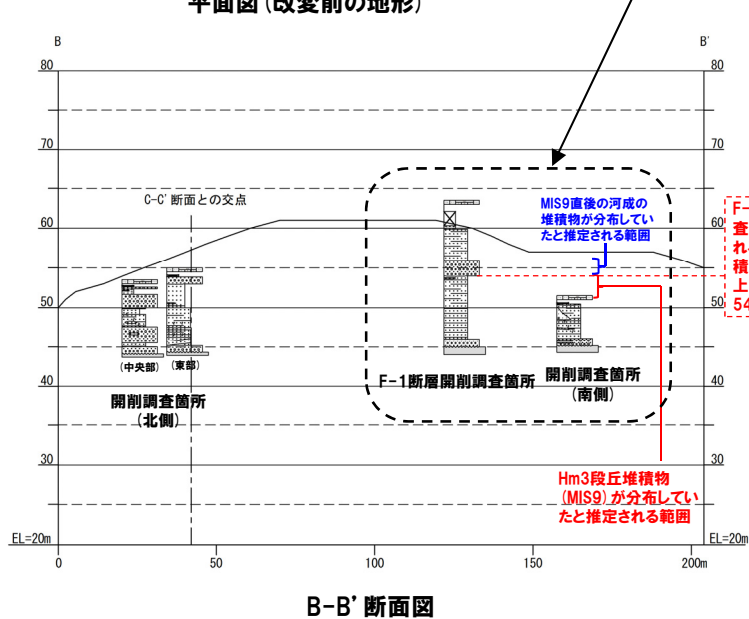 平面図(改変前の地形)
B
B'
80
80
70
70
C-C' 断面との交点
MIS9直後の河成の
堆積物が分布してい
たと推定される範囲
60
60
F-
査
れ
積
上
54
50
50
(中央部)
(東部)
開削調査箇所
(北側)
F-1断層開削調査箇所
開削調査箇所
(南側)
40
40
30
30
Hm3段丘堆積物
(MIS9)が分布してい
たと推定される範囲
EL=20m
EL=20m
0
50
100
150
200m
B-B' 断面図